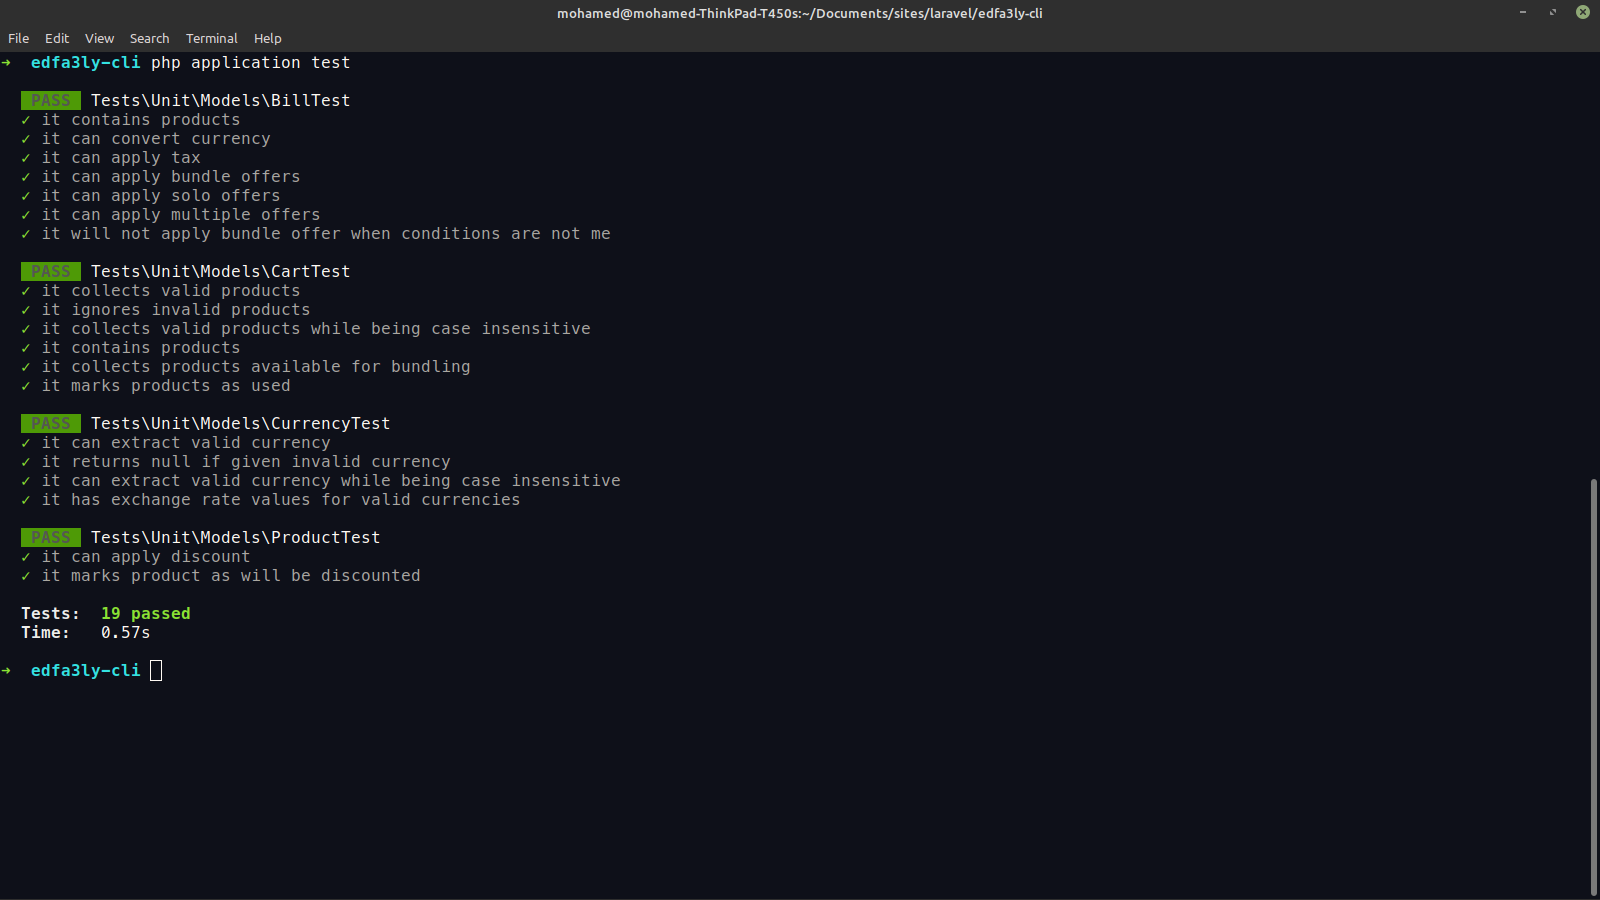 mohamed@mohamed-ThinkPad-T450s:~/Documents/sites/laravel/edfa3ly-cli
File Edit View Search Terminal Help
➜ edfa3ly-cli php application test
PASS Tests\Unit\Models\BillTest
✓ it contains products
✓ it can convert currency
✓ it can apply tax
✓ it can apply bundle offers
✓ it can apply solo offers
✓ it can apply multiple offers
✓ it will not apply bundle offer when conditions are not me
PASS Tests\Unit\Models\CartTest
✓ it collects valid products
✓ it ignores invalid products
✓ it collects valid products while being case insensitive
✓ it contains products
✓ it collects products available for bundling
✓ it marks products as used
PASS Tests\Unit\Models\CurrencyTest
✓ it can extract valid currency
✓ it returns null if given invalid currency
✓ it can extract valid currency while being case insensitive
✓ it has exchange rate values for valid currencies
PASS Tests\Unit\Models\ProductTest
✓ it can apply discount
✓ it marks product as will be discounted
Tests: 19 passed
Time: 0.57s
➜ edfa3ly-cli